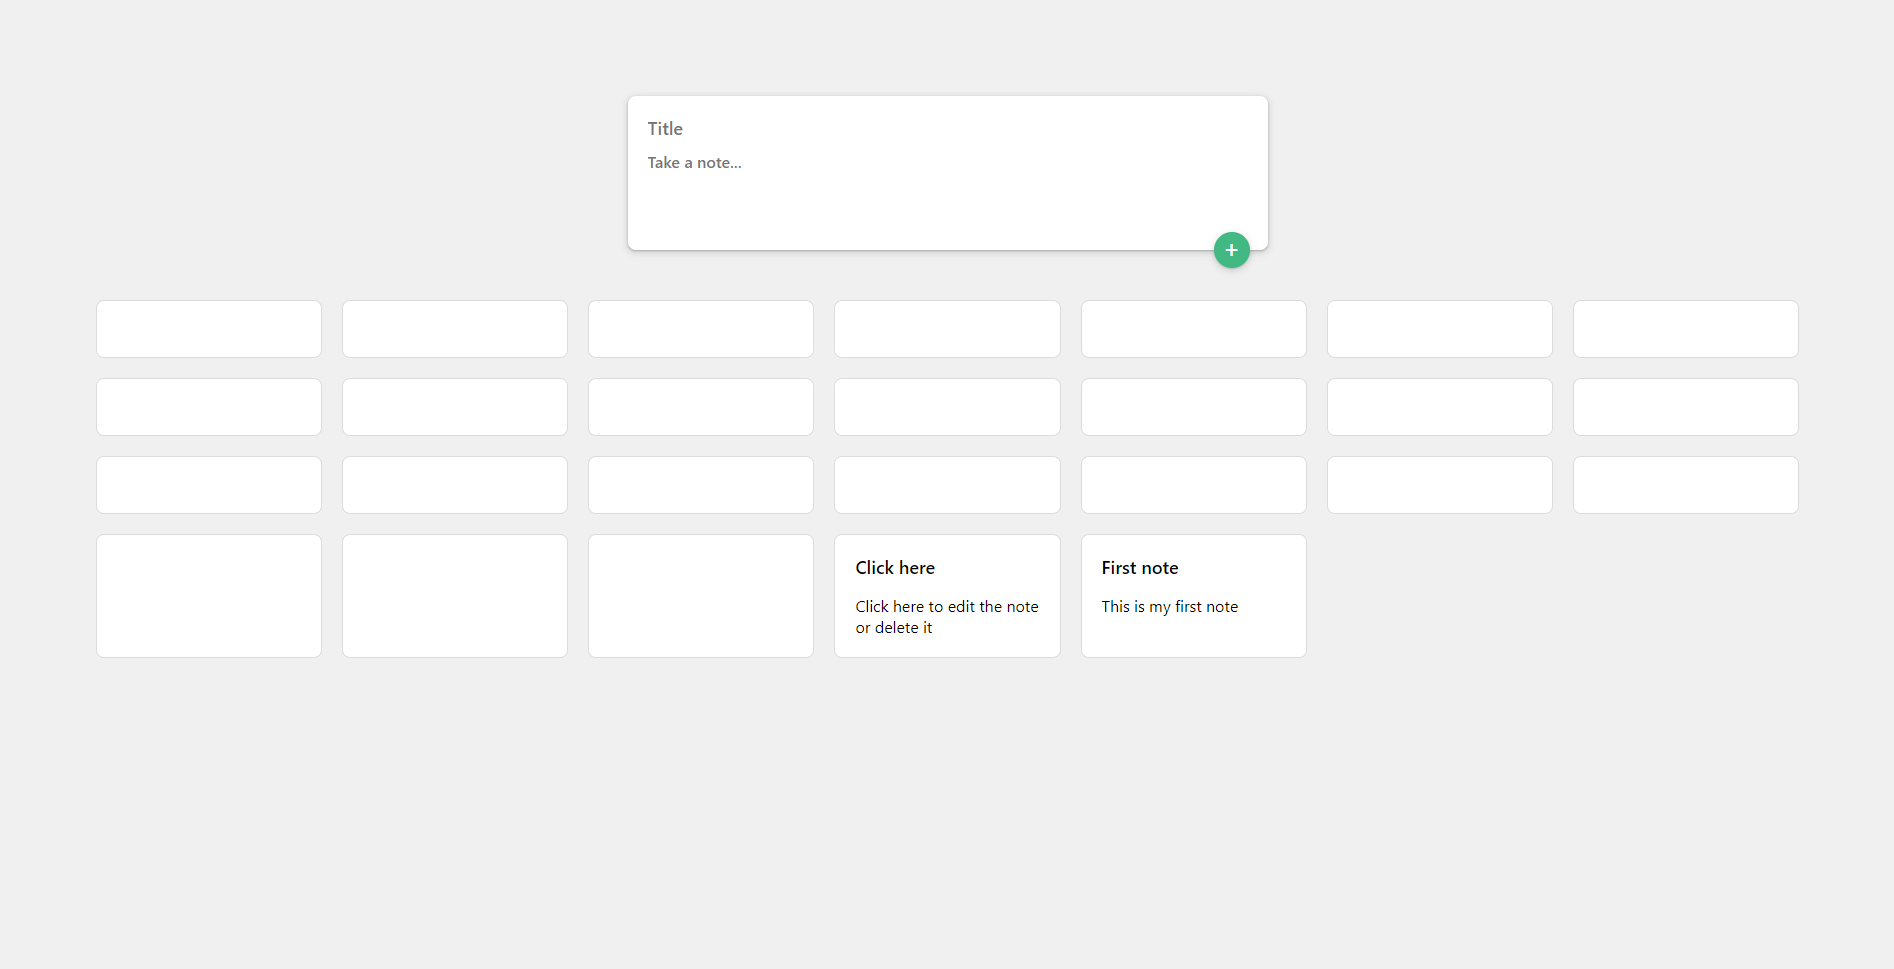 Title
Take a note...
+
Click here
Click here to edit the note
or delete it
First note
This is my first note